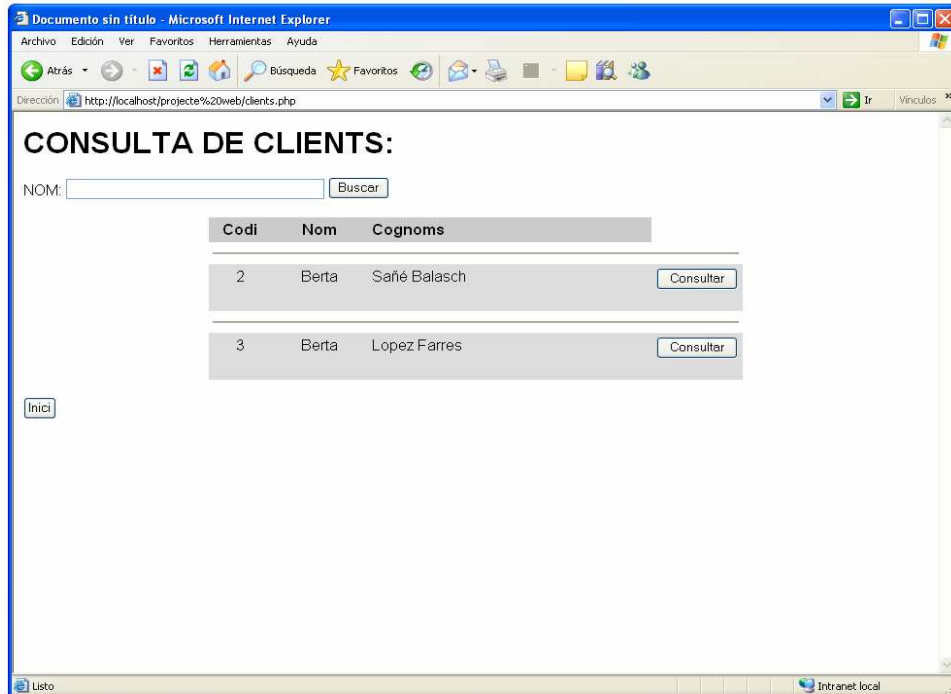 Documento sin título - Microsoft Internet Explorer
Archivo Edición Ver Favoritos Herramientas Ayuda
Atrás Búsqueda Favoritos
Dirección http://localhost/projecte%20web/clients.php Ir Vínculos »
CONSULTA DE CLIENTS:
NOM: Buscar
Codi Nom Cognoms
2 Berta Sañé Balasch Consultar
3 Berta Lopez Farres Consultar
Inici
Listo Intranet local